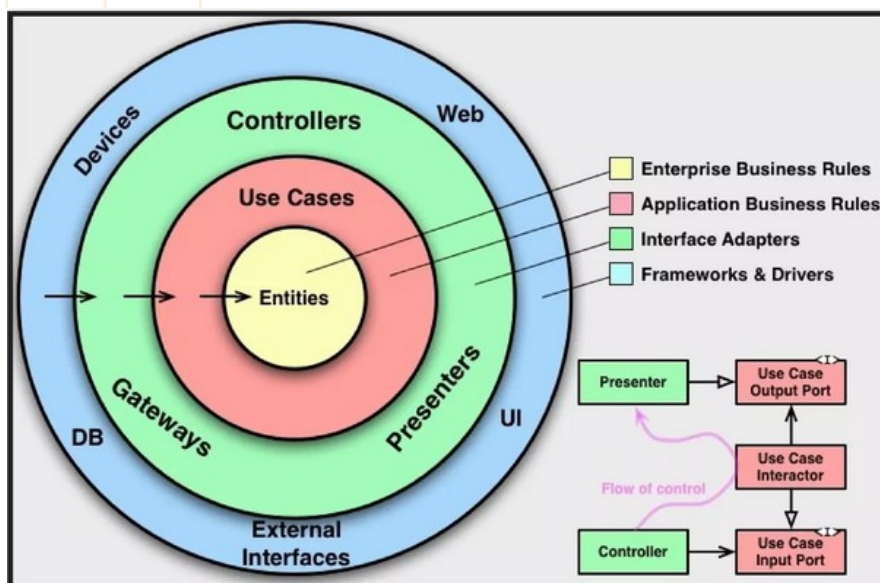 Devices
Web
Controllers
Use Cases
Entities
Gateways
Presenters
DB
UI
External
Interfaces
Enterprise Business Rules
Application Business Rules
Interface Adapters
Frameworks & Drivers
Presenter
Use Case
Output Port
<I>
Use Case
Interactor
Flow of control
Controller
Use Case
Input Port
<I>